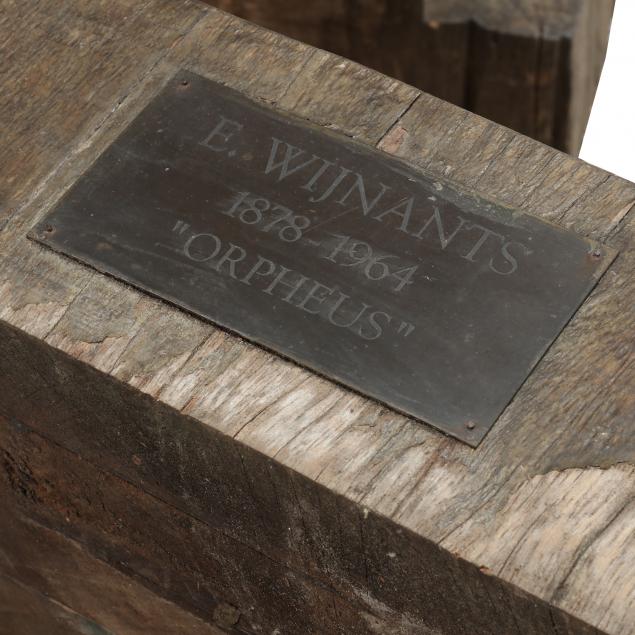 E. WIJNANTS
1878-1964
"ORPHEUS"